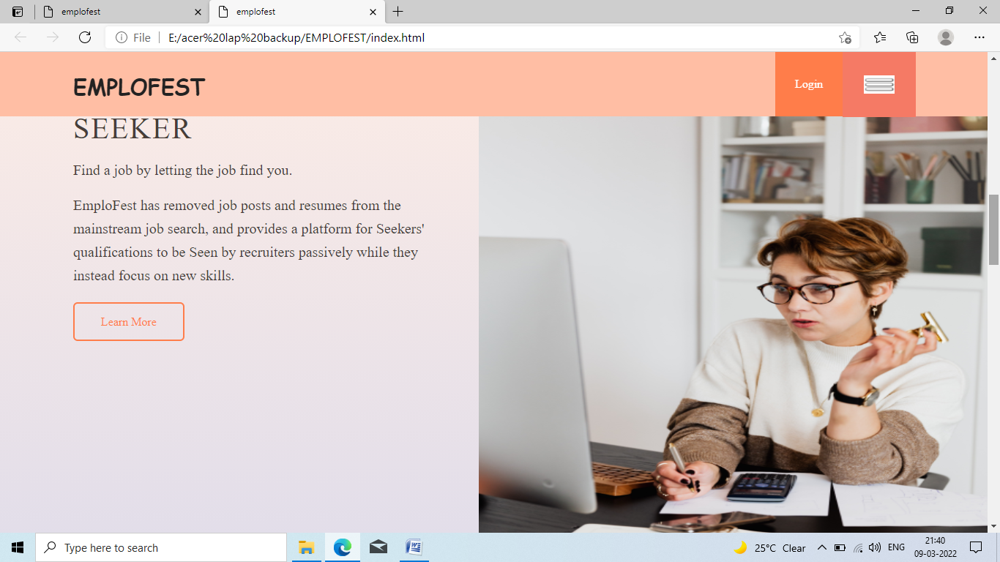 emplofest
emplofest
File
E:/acer%20lap%20backup/EMPLOFEST/index.html
EMPLOFEST
Login
SEEKER
Find a job by letting the job find you.
EmploFest has removed job posts and resumes from the
mainstream job search, and provides a platform for Seekers'
qualifications to be Seen by recruiters passively while they
instead focus on new skills.
Learn More
Type here to search
25°C Clear
ENG
21:40
09-03-2022